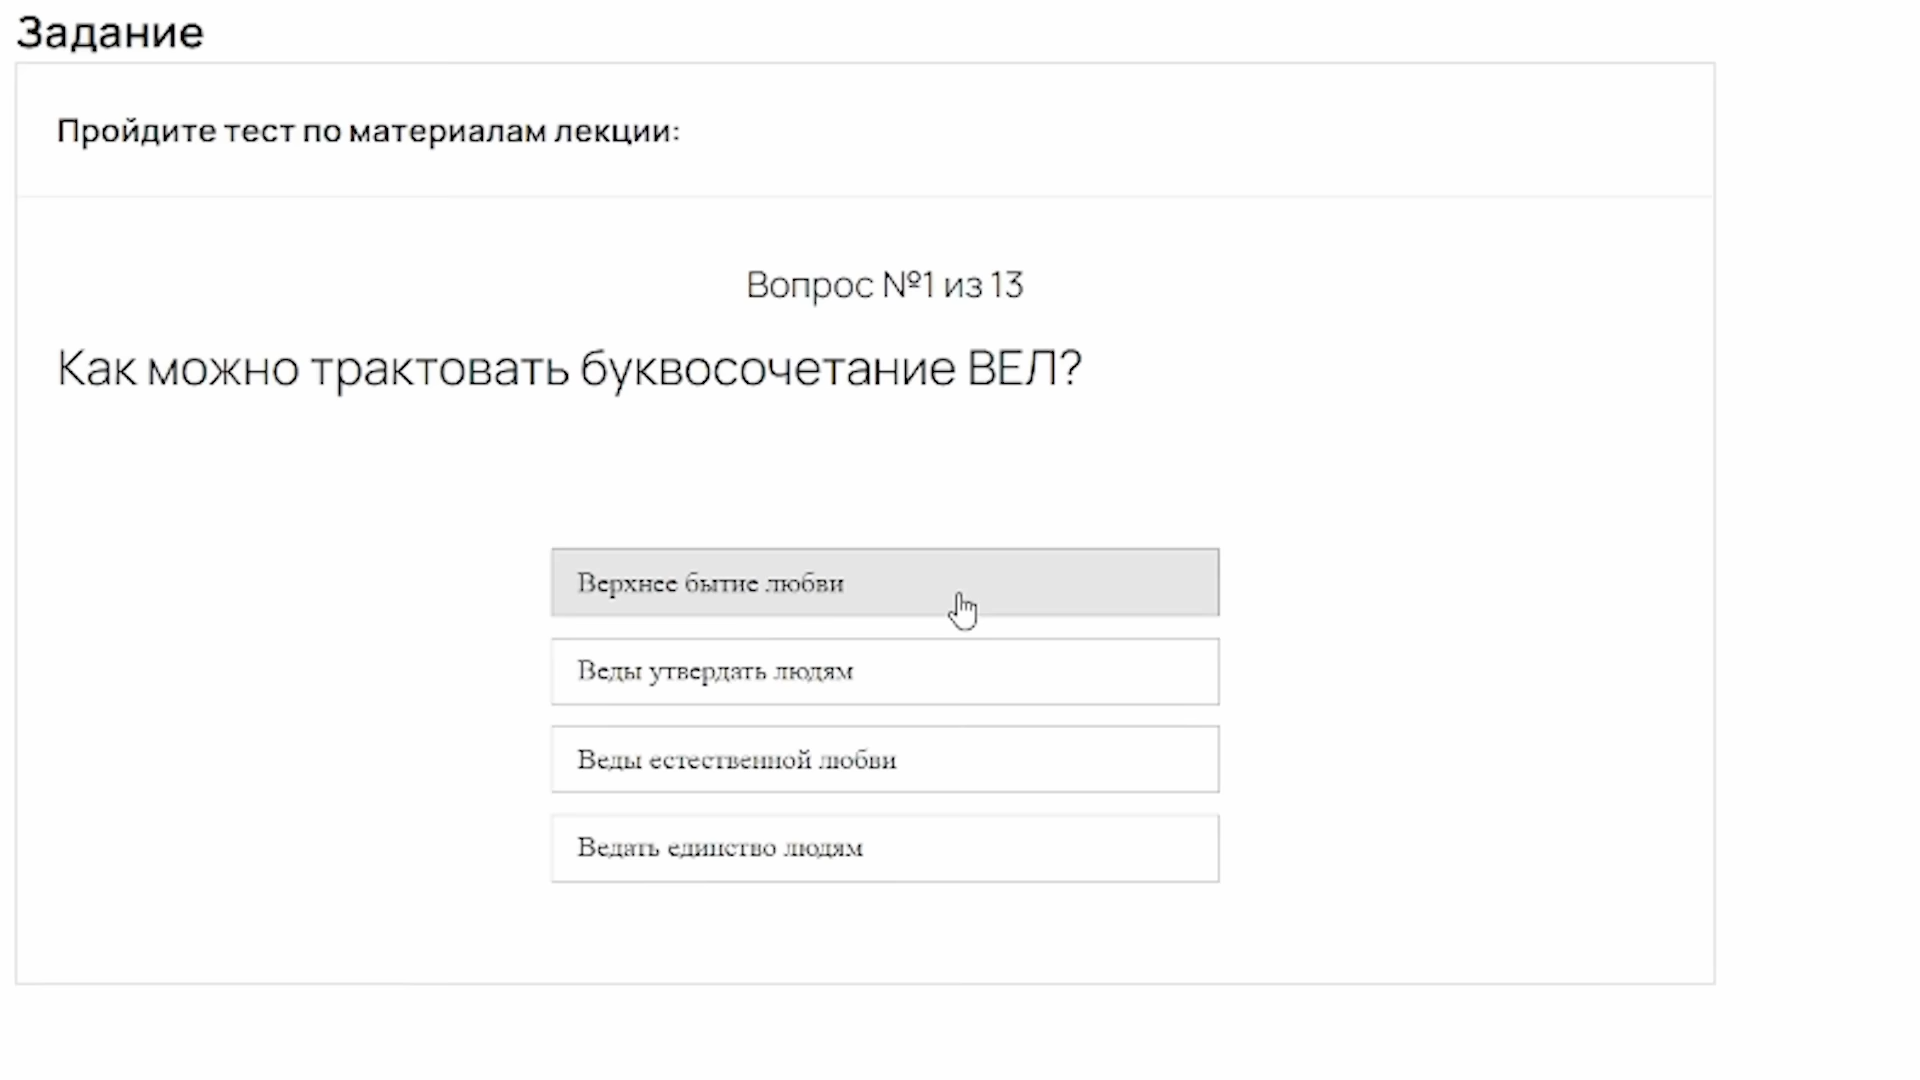 Задание
Пройдите тест по материалам лекции:
Вопрос №1 из 13
Как можно трактовать буквосочетание ВЕЛ?
Верхнее бытие любви
Веды утвердать людям
Веды естественной любви
Ведать единство людям